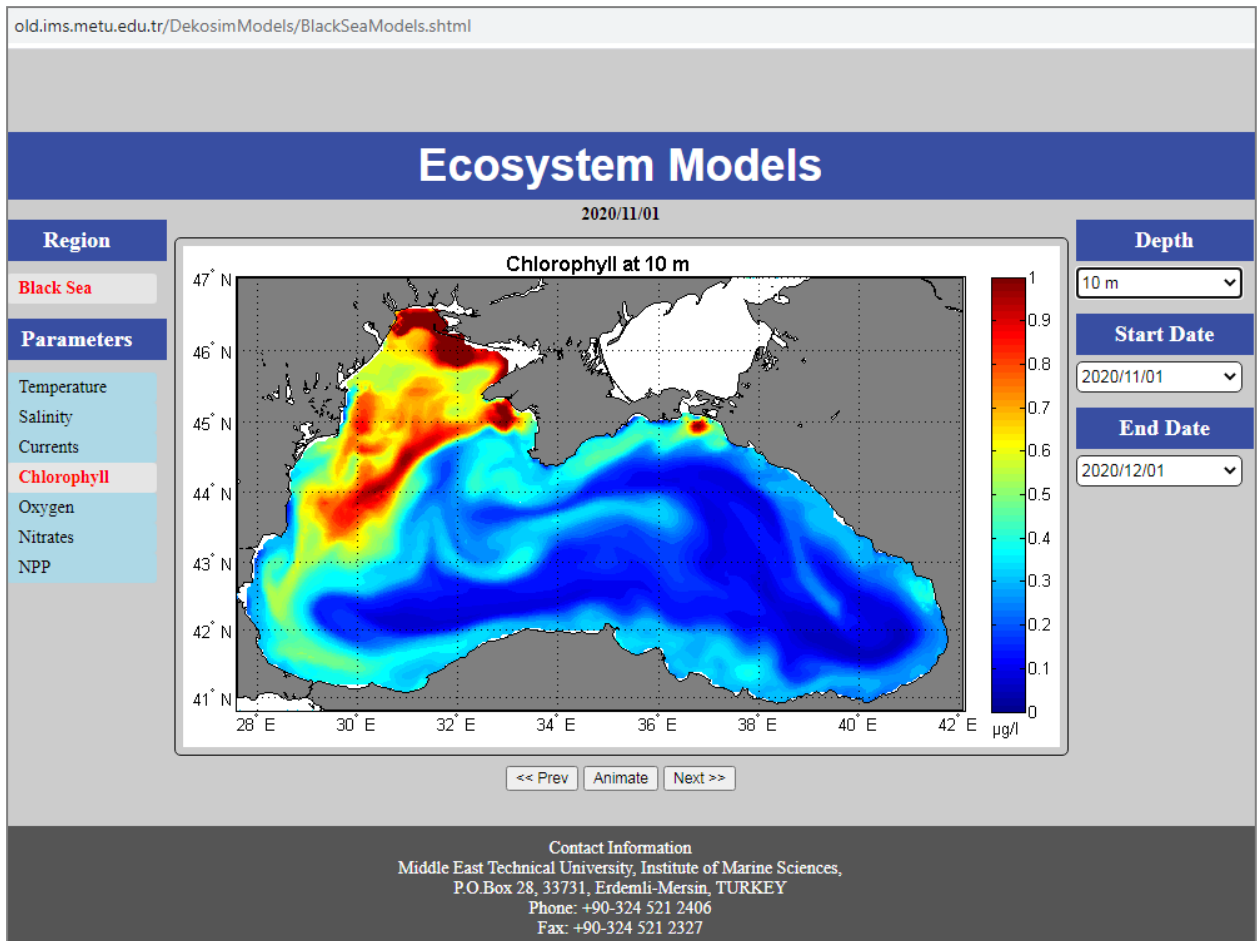 old.ims.metu.edu.tr/DekosimModels/BlackSeaModels.shtml
Ecosystem Models
2020/11/01
Region
Black Sea
Parameters
Temperature
Salinity
Currents
Chlorophyll
Oxygen
Nitrates
NPP
Chlorophyll at 10 m
47° N
46° N
45° N
44° N
43° N
42° N
41° N
28° E
30° E
32° E
34° E
36° E
38° E
40° E
42° E
1
0.9
0.8
0.7
0.6
0.5
0.4
0.3
0.2
0.1
0
µg/l
Depth
10 m
Start Date
2020/11/01
End Date
2020/12/01
<< Prev
Animate
Next >>
Contact Information
Middle East Technical University, Institute of Marine Sciences,
P.O.Box 28, 33731, Erdemli-Mersin, TURKEY
Phone: +90-324 521 2406
Fax: +90-324 521 2327